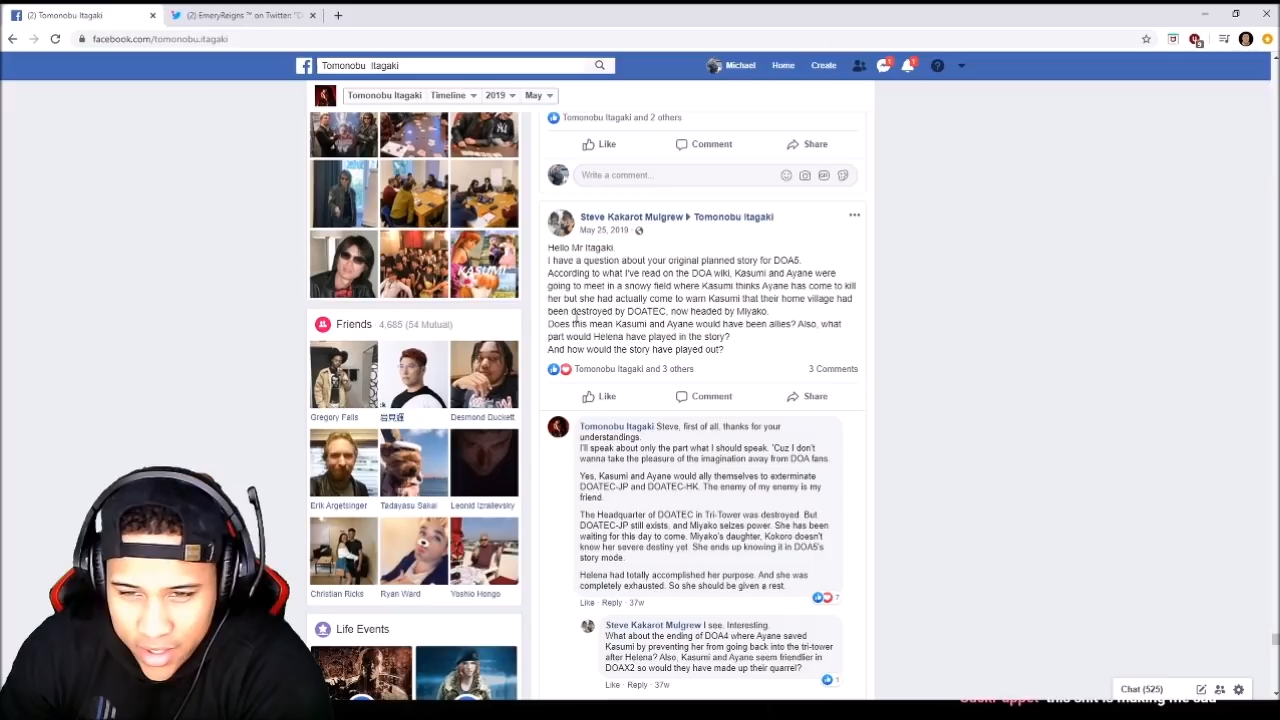 (2) Tomonobu Itagaki
(2) EmeryReigns ™ on Twitter: "D
facebook.com/tomonobu.itagaki
Tomonobu Itagaki
Michael
Home
Create
Tomonobu Itagaki
Timeline
2019
May
Tomonobu Itagaki and 2 others
Like
Comment
Share
Write a comment...
KASUMI
Steve Kakarot Mulgrew ▸ Tomonobu Itagaki
May 25, 2019
Hello Mr Itagaki.
I have a question about your original planned story for DOA5.
According to what I've read on the DOA wiki, Kasumi and Ayane were
going to meet in a snowy field where Kasumi thinks Ayane has come to kill
her but she had actually come to warn Kasumi that their home village had
been destroyed by DOATEC, now headed by Miyako.
Does this mean Kasumi and Ayane would have been allies? Also, what
part would Helena have played in the story?
And how would the story have played out?
Tomonobu Itagaki and 3 others
3 Comments
Like
Comment
Share
Tomonobu Itagaki Steve, first of all, thanks for your
understandings.
I'll speak about only the part what I should speak. 'Cuz I don't
wanna take the pleasure of the imagination away from DOA fans.
Yes, Kasumi and Ayane would ally themselves to exterminate
DOATEC-JP and DOATEC-HK. The enemy of my enemy is my
friend.
The Headquarter of DOATEC in Tri-Tower was destroyed. But
DOATEC-JP still exists, and Miyako seizes power. She has been
waiting for this day to come. Miyako's daughter, Kokoro doesn't
know her severe destiny yet. She ends up knowing it in DOA5's
story mode.
Helena had totally accomplished her purpose. And she was
completely exhausted. So she should be given a rest.
7
Like · Reply · 37w
Steve Kakarot Mulgrew I see. Interesting.
What about the ending of DOA4 where Ayane saved
Kasumi by preventing her from going back into the tri-tower
after Helena? Also, Kasumi and Ayane seem friendlier in
DOAX2 so would they have made up their quarrel?
1
Like · Reply · 37w
Friends 4,685 (54 Mutual)
Gregory Falls
岩見遥
Desmond Duckett
Erik Argetsinger
Tadayasu Sakai
Leonid Izrailevsky
Christian Ricks
Ryan Ward
Yoshio Hongo
Life Events
Chat (525)